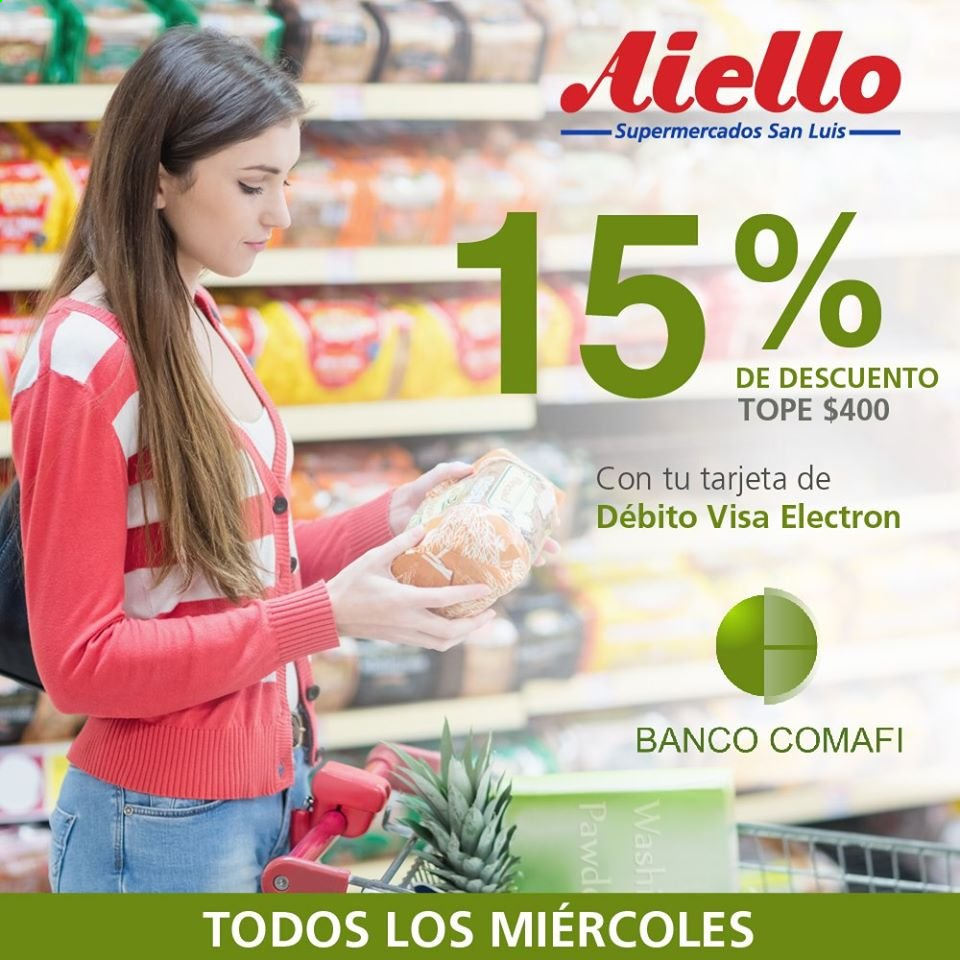 Aiello
Supermercados San Luis
15%
DE DESCUENTO
TOPE $400
Con tu tarjeta de
Débito Visa Electron
BANCO COMAFI
TODOS LOS MIÉRCOLES